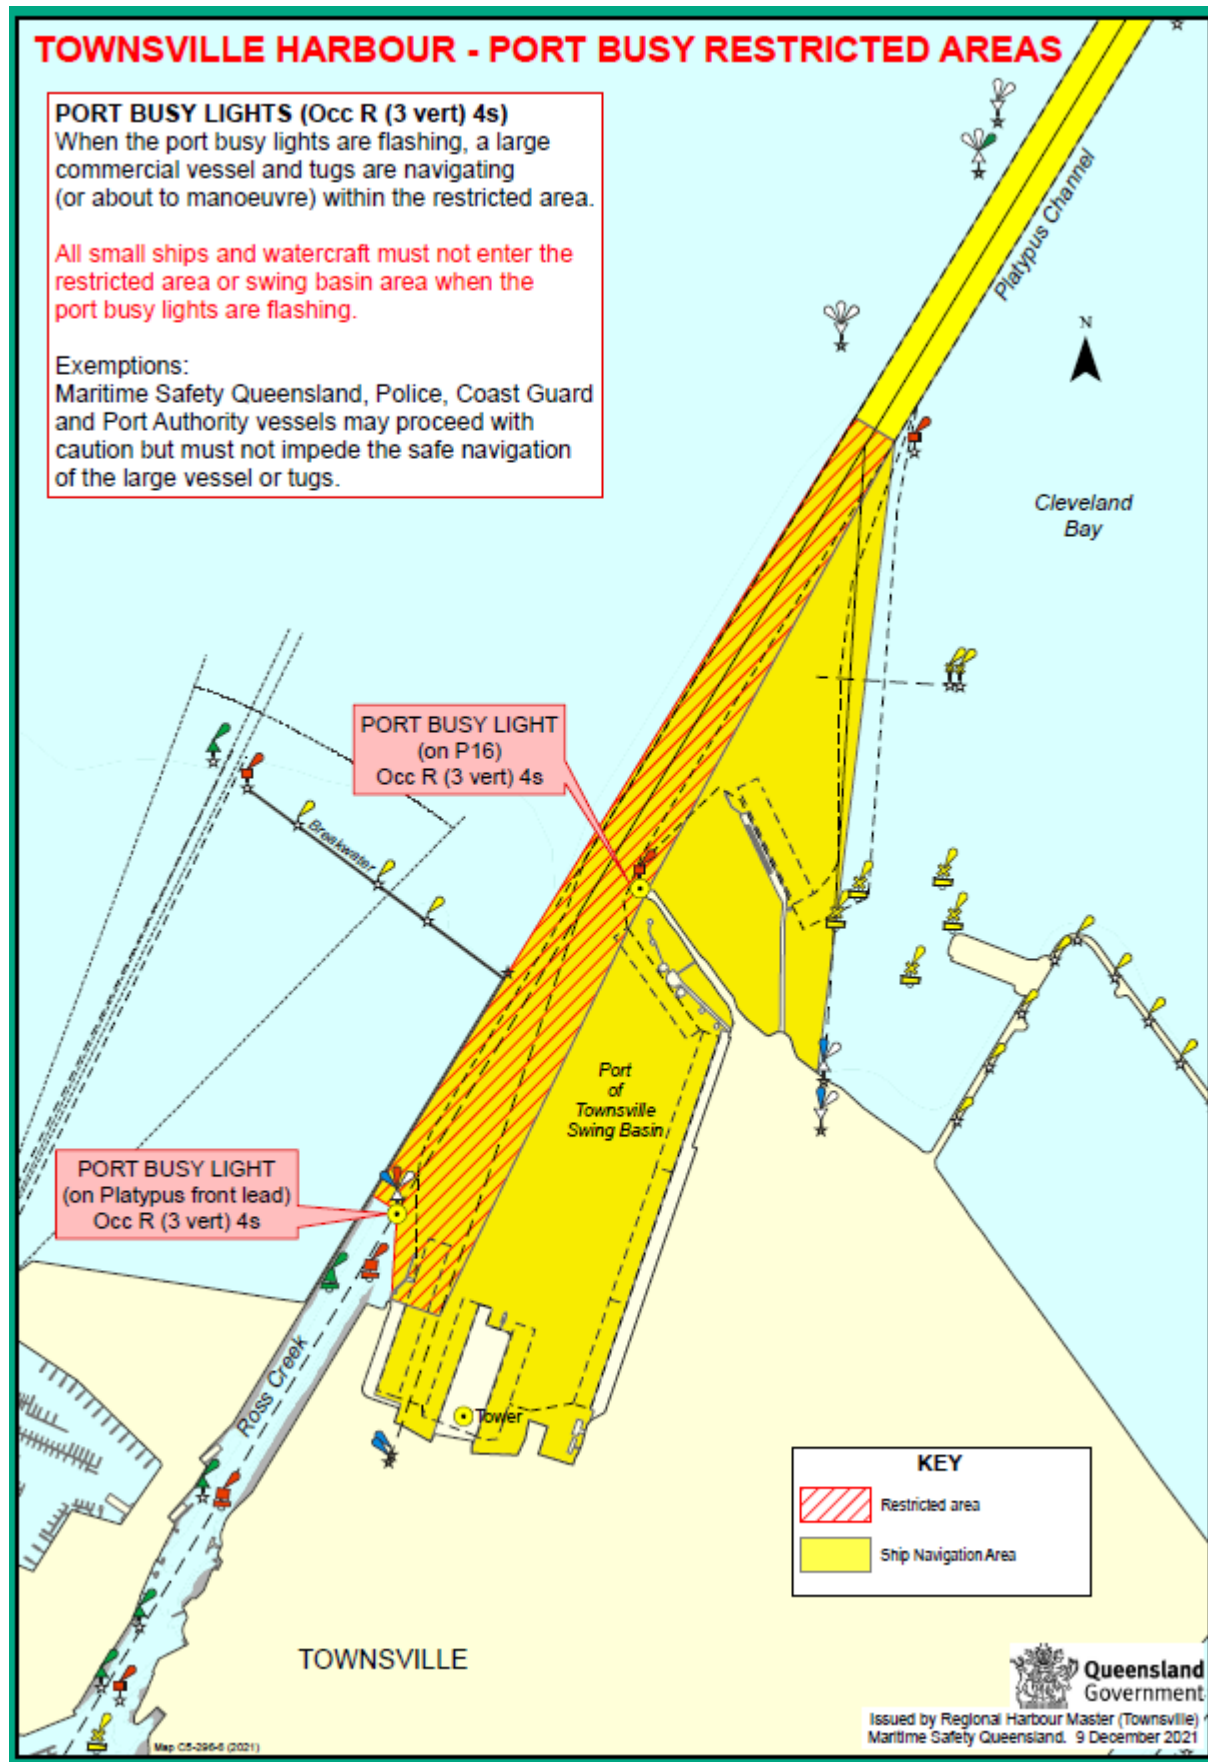 TOWNSVILLE HARBOUR - PORT BUSY RESTRICTED AREAS
PORT BUSY LIGHTS (Occ R (3 vert) 4s)
When the port busy lights are flashing, a large
commercial vessel and tugs are navigating
(or about to manoeuvre) within the restricted area.
All small ships and watercraft must not enter the
restricted area or swing basin area when the
port busy lights are flashing.
Exemptions:
Maritime Safety Queensland, Police, Coast Guard
and Port Authority vessels may proceed with
caution but must not impede the safe navigation
of the large vessel or tugs.
Platypus Channel
N
Cleveland
Bay
PORT BUSY LIGHT
(on P16)
Occ R (3 vert) 4s
Breakwater
Port
of
Townsville
Swing Basin
PORT BUSY LIGHT
(on Platypus front lead)
Occ R (3 vert) 4s
Ross Creek
Tower
KEY
Restricted area
Ship Navigation Area
TOWNSVILLE
Queensland
Government
Issued by Regional Harbour Master (Townsville)
Maritime Safety Queensland. 9 December 2021
Map C5-296-6 (2021)